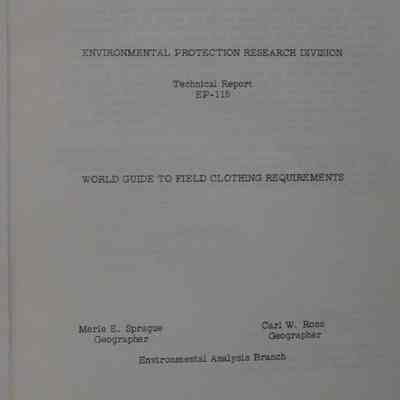 ENVIRONMENTAL PROTECTION RESEARCH DIVISION
Technical Report
EP-115
WORLD GUIDE TO FIELD CLOTHING REQUIREMENTS
Merle E. Sprague
Geographer
Carl W. Ross
Geographer
Environmental Analysis Branch